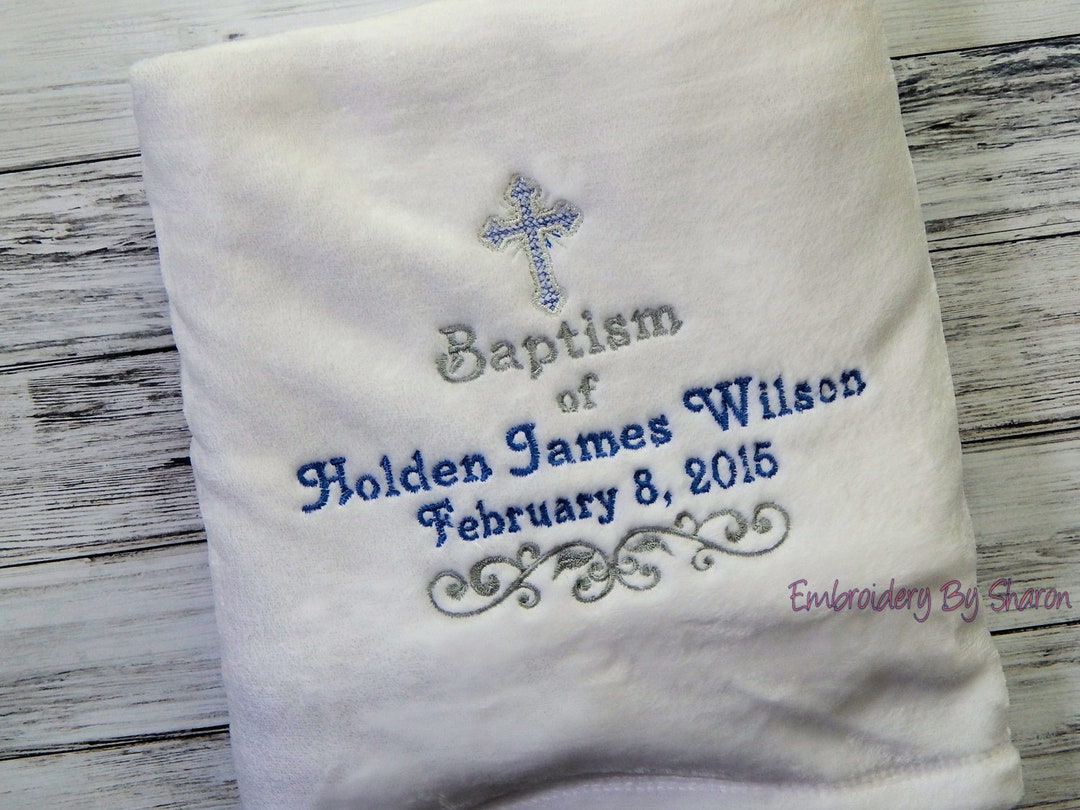 Baptism
of
Holden James Wilson
February 8, 2015
Embroidery By Sharon